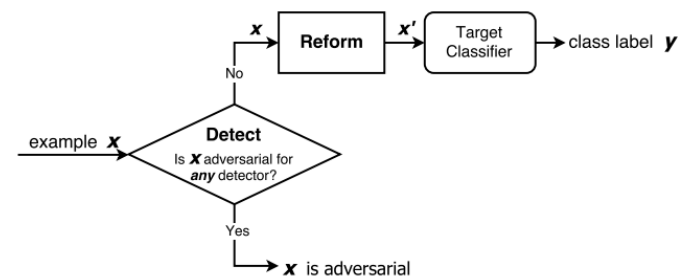 x
Reform
x'
Target
Classifier
class label y
No
example x
Detect
Is x adversarial for
any detector?
Yes
x is adversarial